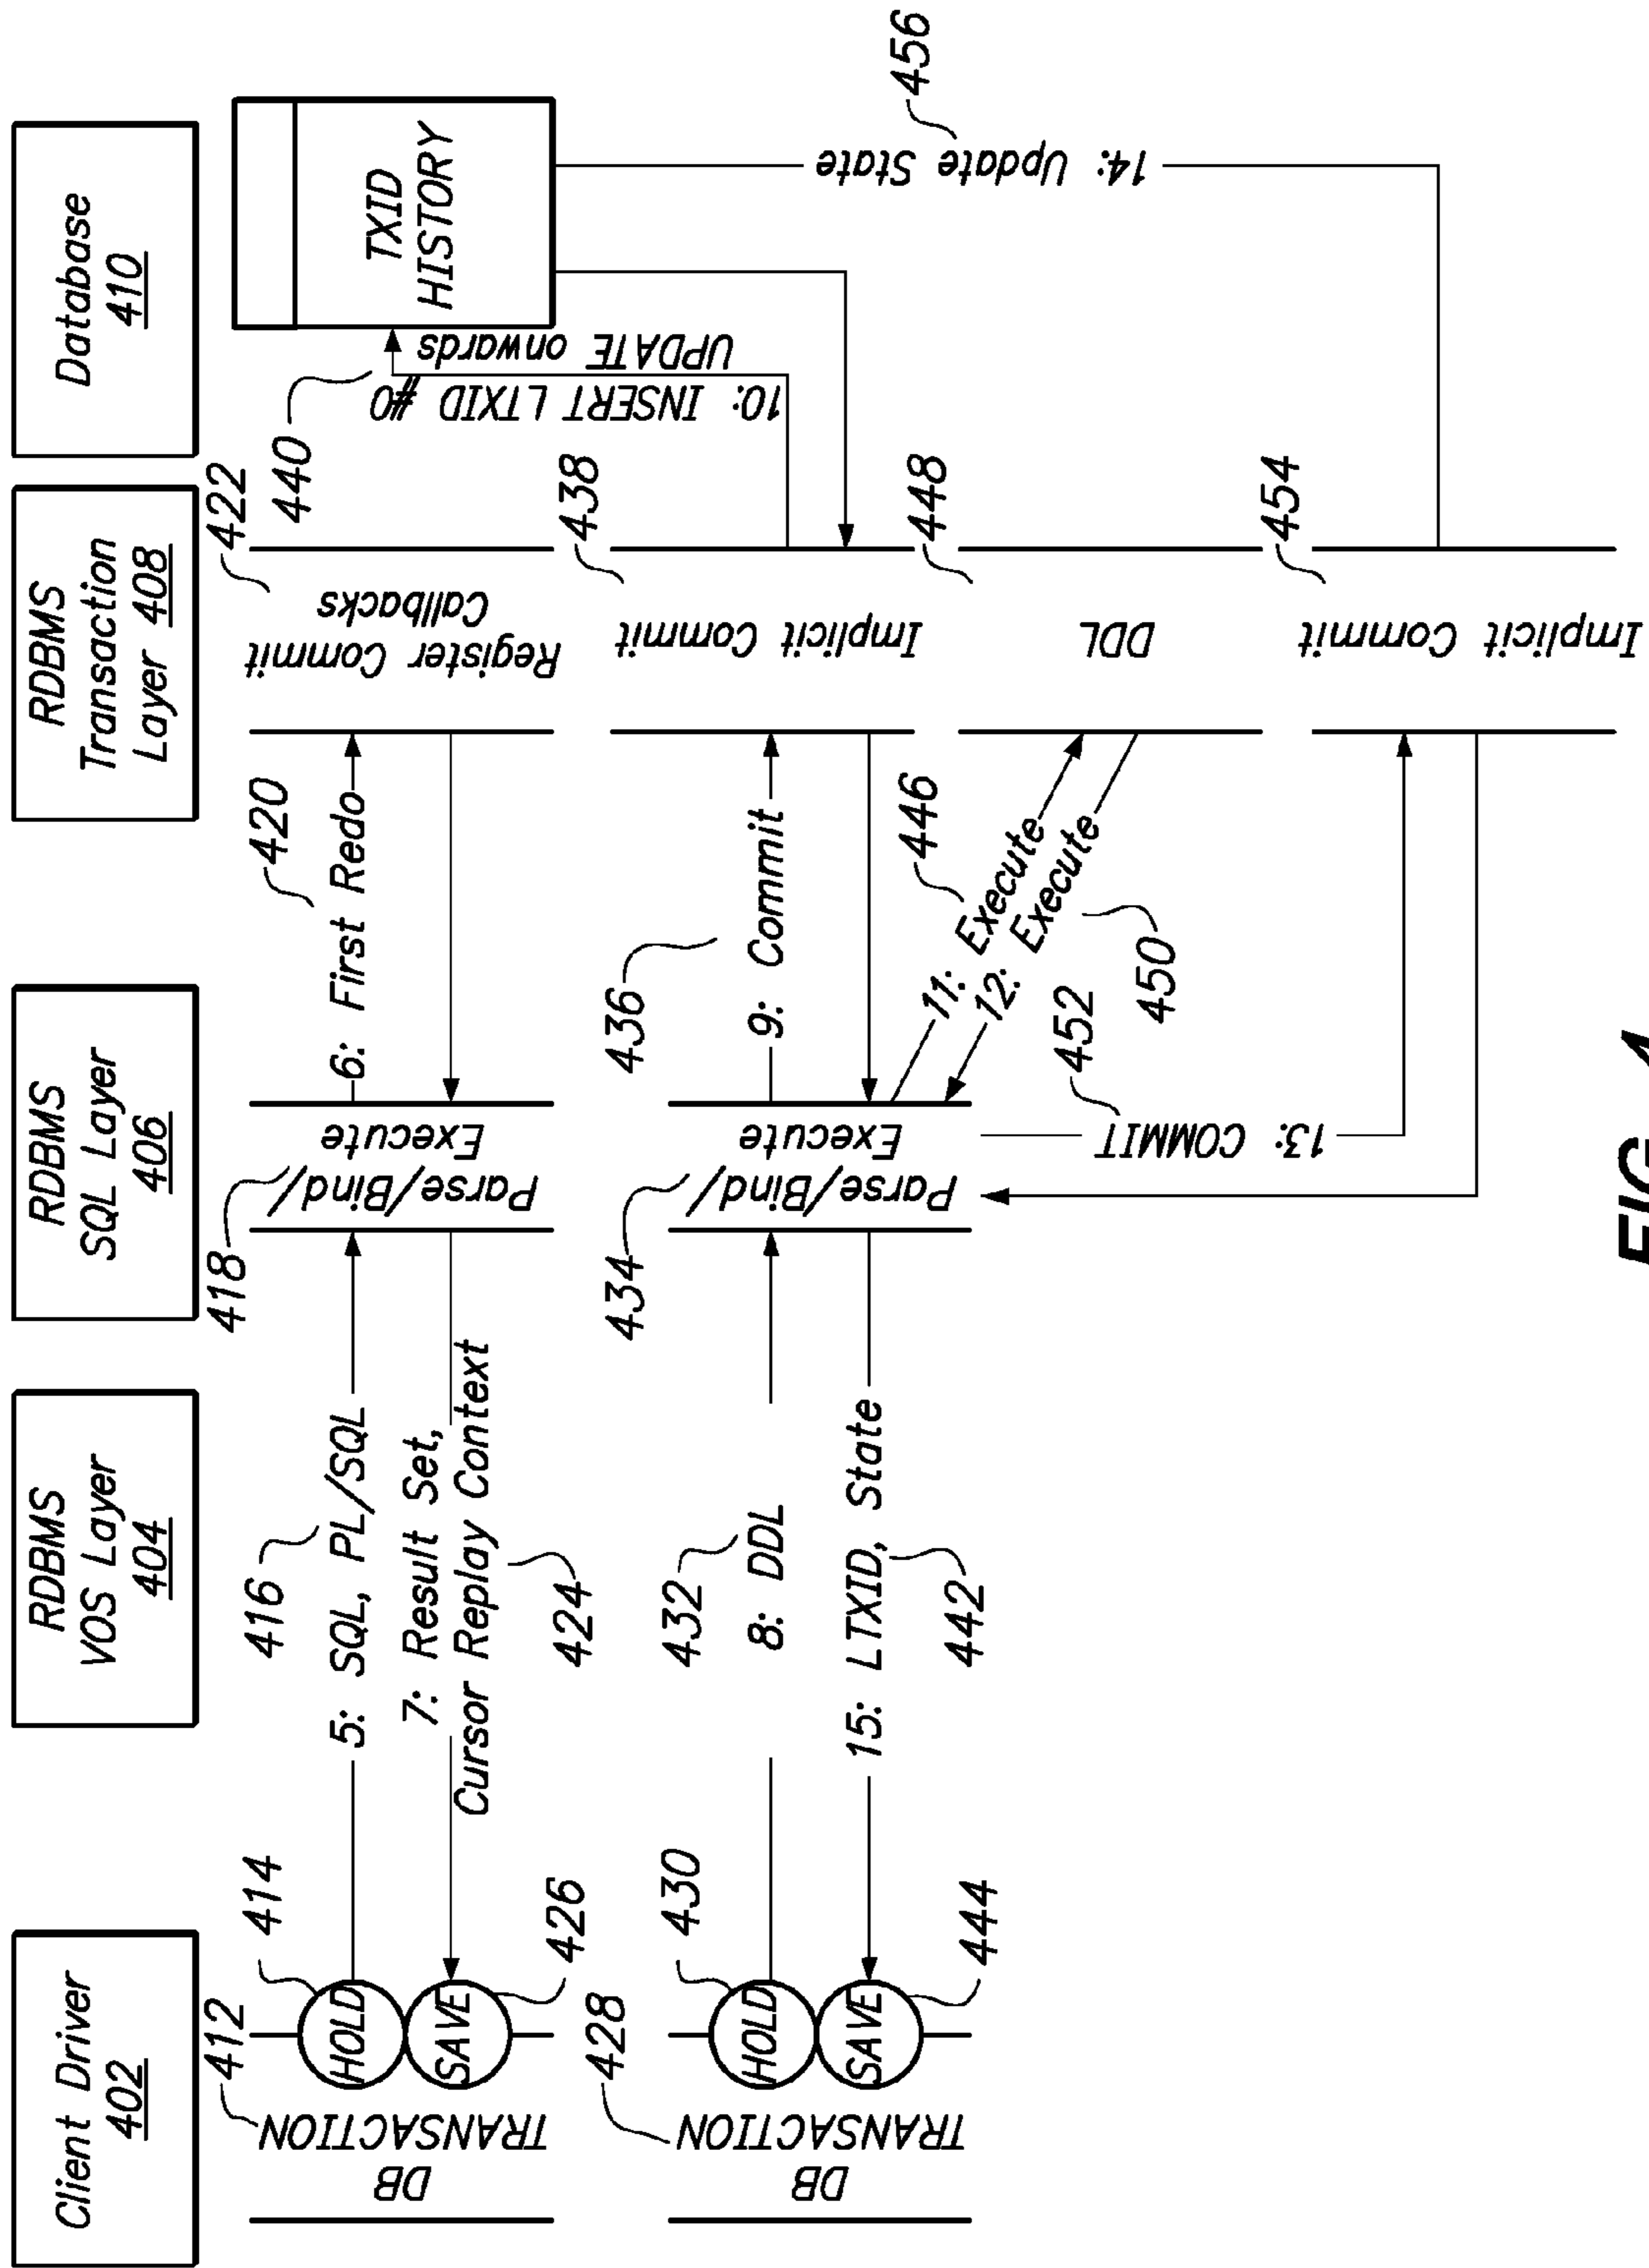 Client Driver
402
RDBMS
VOS Layer
404
RDBMS
SQL Layer
406
RDBMS
Transaction
Layer 408
Database
410
412
DB
TRANSACTION
414
HOLD
SAVE
426
416
5: SQL, PL/SQL
7: Result Set,
Cursor Replay Context
424
418
Parse/Bind/
Execute
420
6: First Redo
422
Register Commit
Callbacks
440
10: INSERT LTXID #0
UPDATE onwards
TXID
HISTORY
428
DB
TRANSACTION
430
HOLD
SAVE
444
432
8: DDL
15: LTXID, State
442
434
Parse/Bind/
Execute
436
9: Commit
438
Implicit Commit
446
11: Execute
12: Execute
450
448
DDL
452
13: COMMIT
454
Implicit Commit
14: Update State
456
FIG. 4